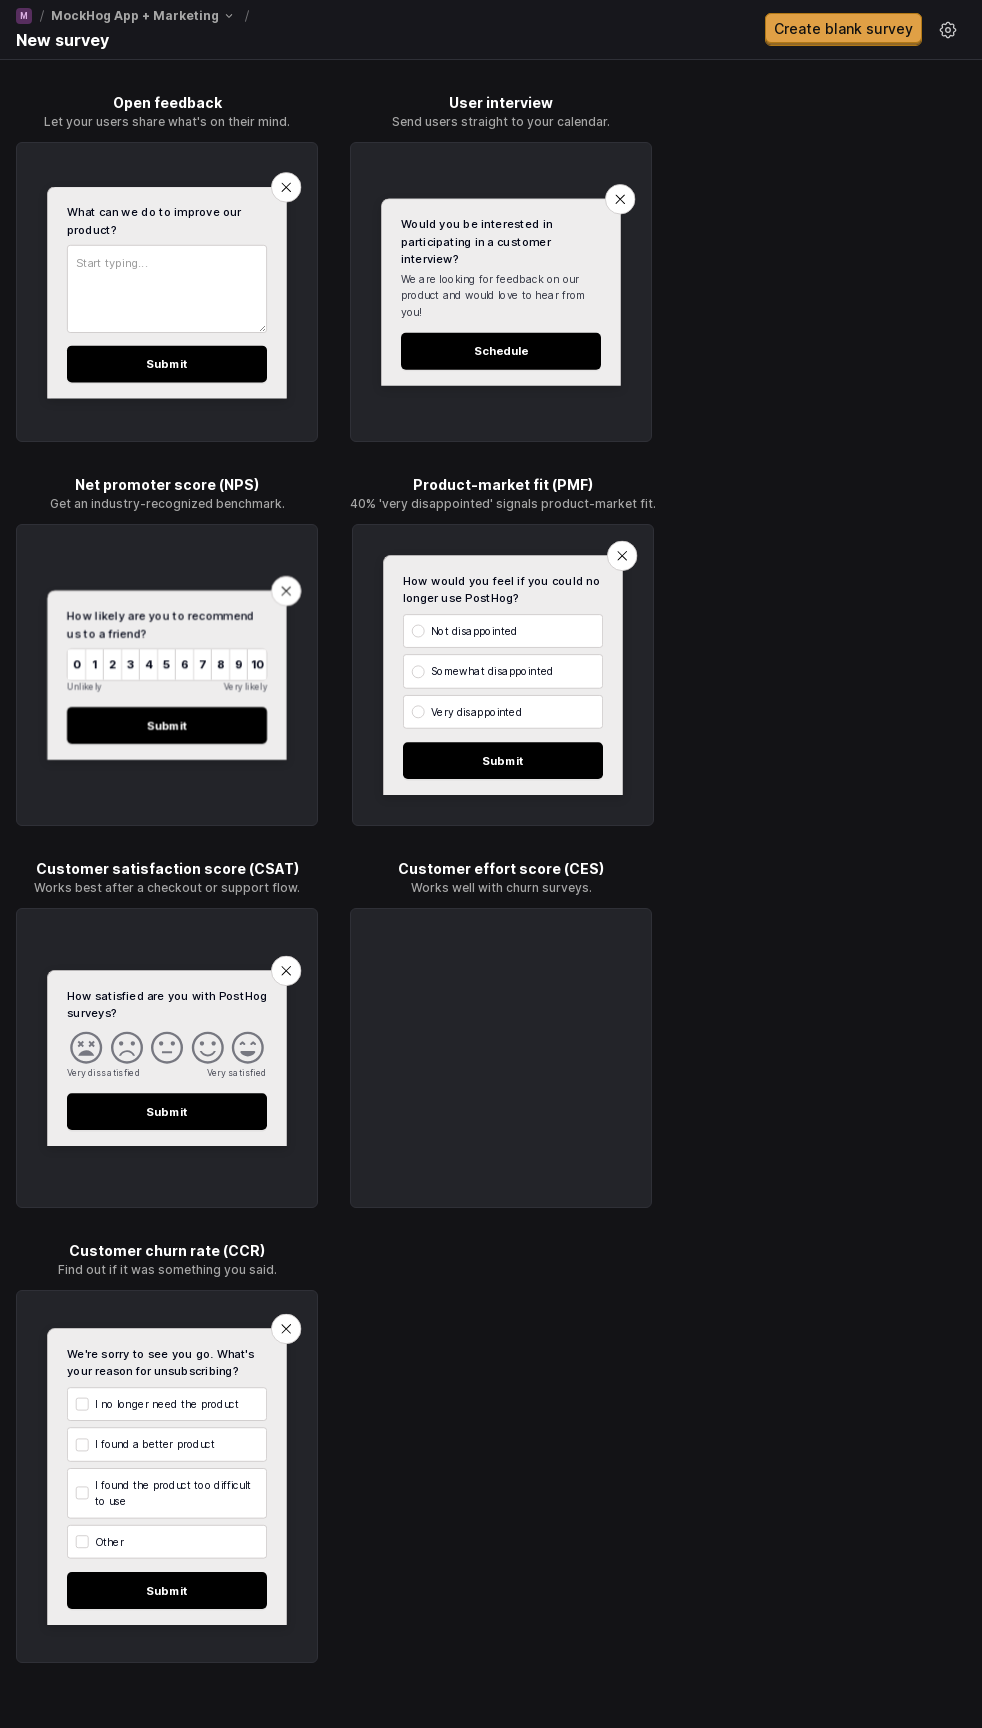 M / MockHog App + Marketing /
New survey
Create blank survey
Open feedback
Let your users share what's on their mind.
What can we do to improve our
product?
Start typing...
Submit
User interview
Send users straight to your calendar.
Would you be interested in
participating in a customer
interview?
We are looking for feedback on our
product and would love to hear from
you!
Schedule
Net promoter score (NPS)
Get an industry-recognized benchmark.
How likely are you to recommend
us to a friend?
0 1 2 3 4 5 6 7 8 9 10
Unlikely Very likely
Submit
Product-market fit (PMF)
40% 'very disappointed' signals product-market fit.
How would you feel if you could no
longer use PostHog?
Not disappointed
Somewhat disappointed
Very disappointed
Submit
Customer satisfaction score (CSAT)
Works best after a checkout or support flow.
How satisfied are you with PostHog
surveys?
Very dissatisfied Very satisfied
Submit
Customer effort score (CES)
Works well with churn surveys.
Customer churn rate (CCR)
Find out if it was something you said.
We're sorry to see you go. What's
your reason for unsubscribing?
I no longer need the product
I found a better product
I found the product too difficult
to use
Other
Submit